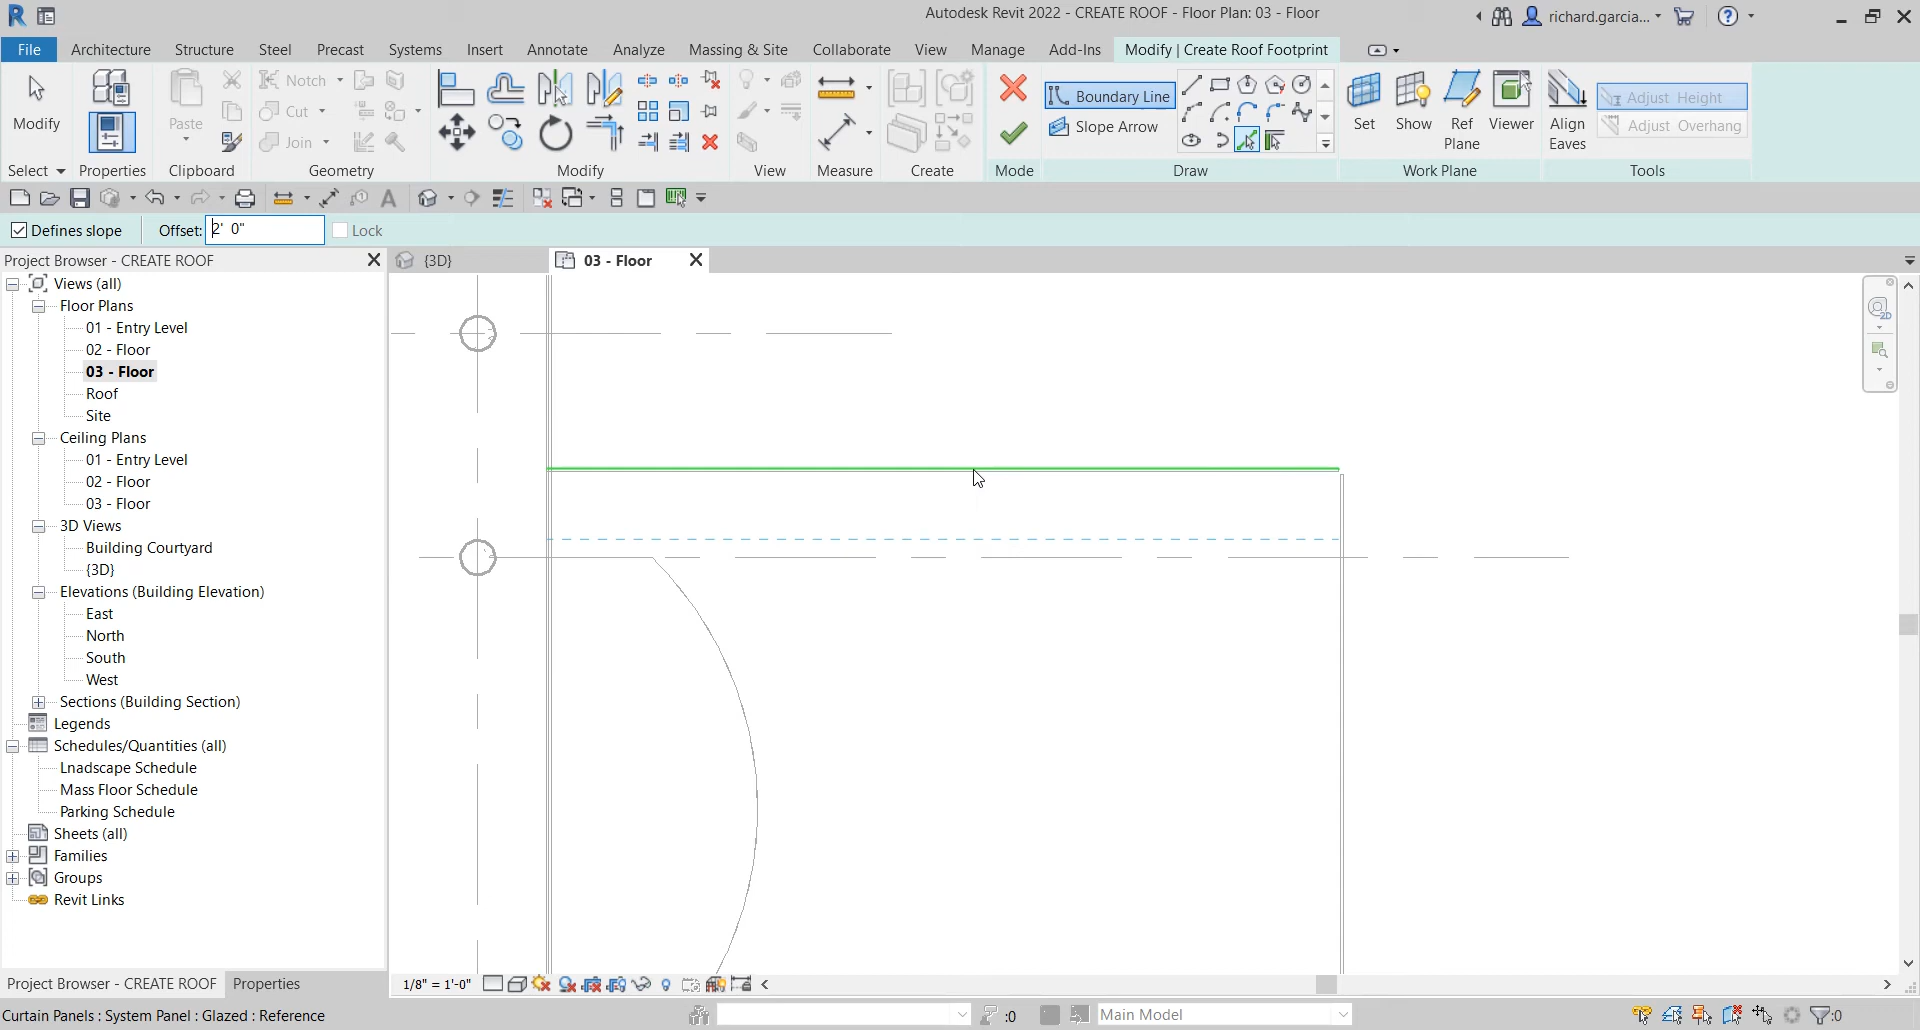 Autodesk Revit 2022 - CREATE ROOF - Floor Plan: 03 - Floor
richard.garcia...
File Architecture Structure Steel Precast Systems Insert Annotate Analyze Massing & Site Collaborate View Manage Add-Ins Modify | Create Roof Footprint
Modify
Paste
Notch
Cut
Join
Boundary Line
Slope Arrow
Set Show Ref Plane Viewer
Align Eaves
Adjust Height
Adjust Overhang
Select Properties Clipboard Geometry Modify View Measure Create Mode Draw Work Plane Tools
Defines slope Offset: 2' 0" Lock
Project Browser - CREATE ROOF
{3D} 03 - Floor
Views (all)
Floor Plans
01 - Entry Level
02 - Floor
03 - Floor
Roof
Site
Ceiling Plans
01 - Entry Level
02 - Floor
03 - Floor
3D Views
Building Courtyard
{3D}
Elevations (Building Elevation)
East
North
South
West
Sections (Building Section)
Legends
Schedules/Quantities (all)
Lnadscape Schedule
Mass Floor Schedule
Parking Schedule
Sheets (all)
Families
Groups
Revit Links
2D
Project Browser - CREATE ROOF Properties
1/8" = 1'-0"
Curtain Panels : System Panel : Glazed : Reference
:0 Main Model :0